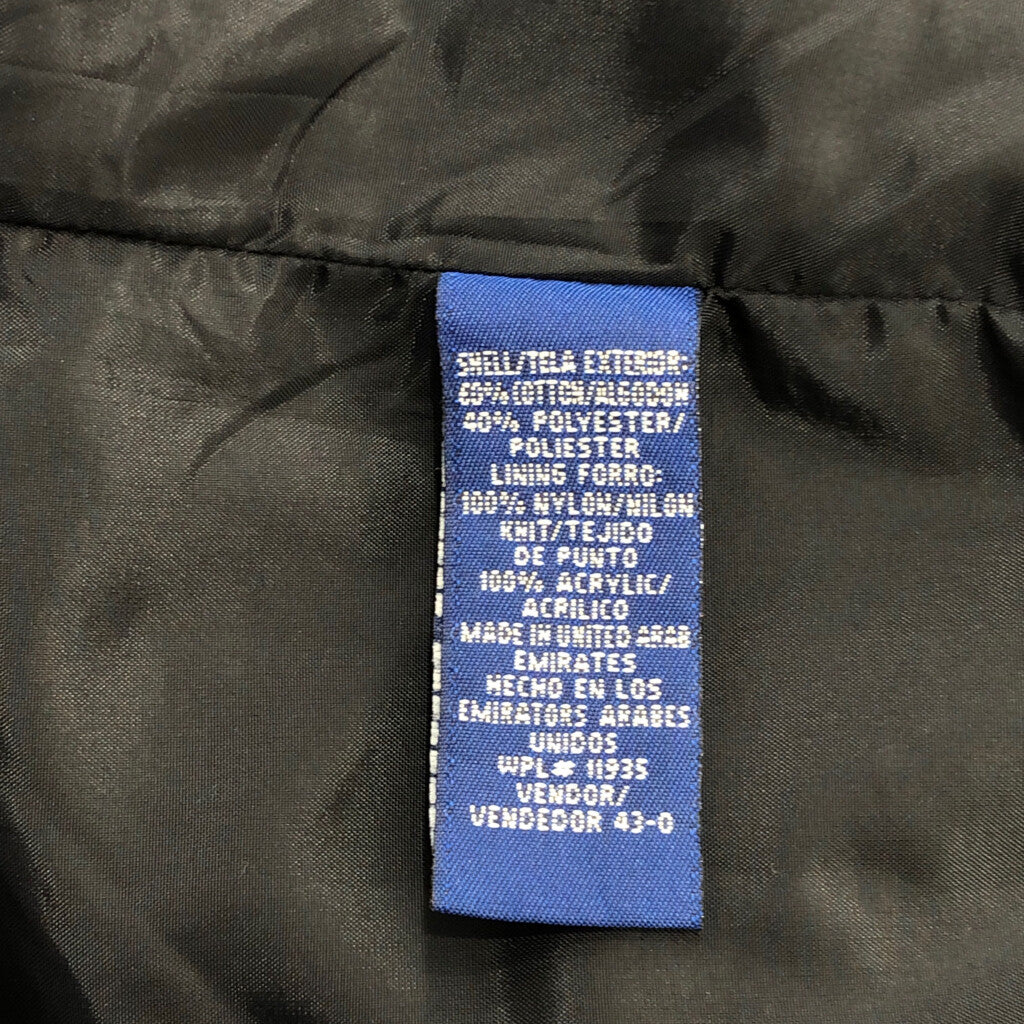 SHELL/TELA EXTERIOR:
60% COTTON/ALGODON
40% POLYESTER/
POLIESTER
LINING FORRO:
100% NYLON/NILON
KNIT/TEJIDO
DE PUNTO
100% ACRYLIC/
ACRILICO
MADE IN UNITED ARAB
EMIRATES
HECHO EN LOS
EMIRATORS ARABES
UNIDOS
WPL# 11935
VENDOR/
VENDEDOR 43-0